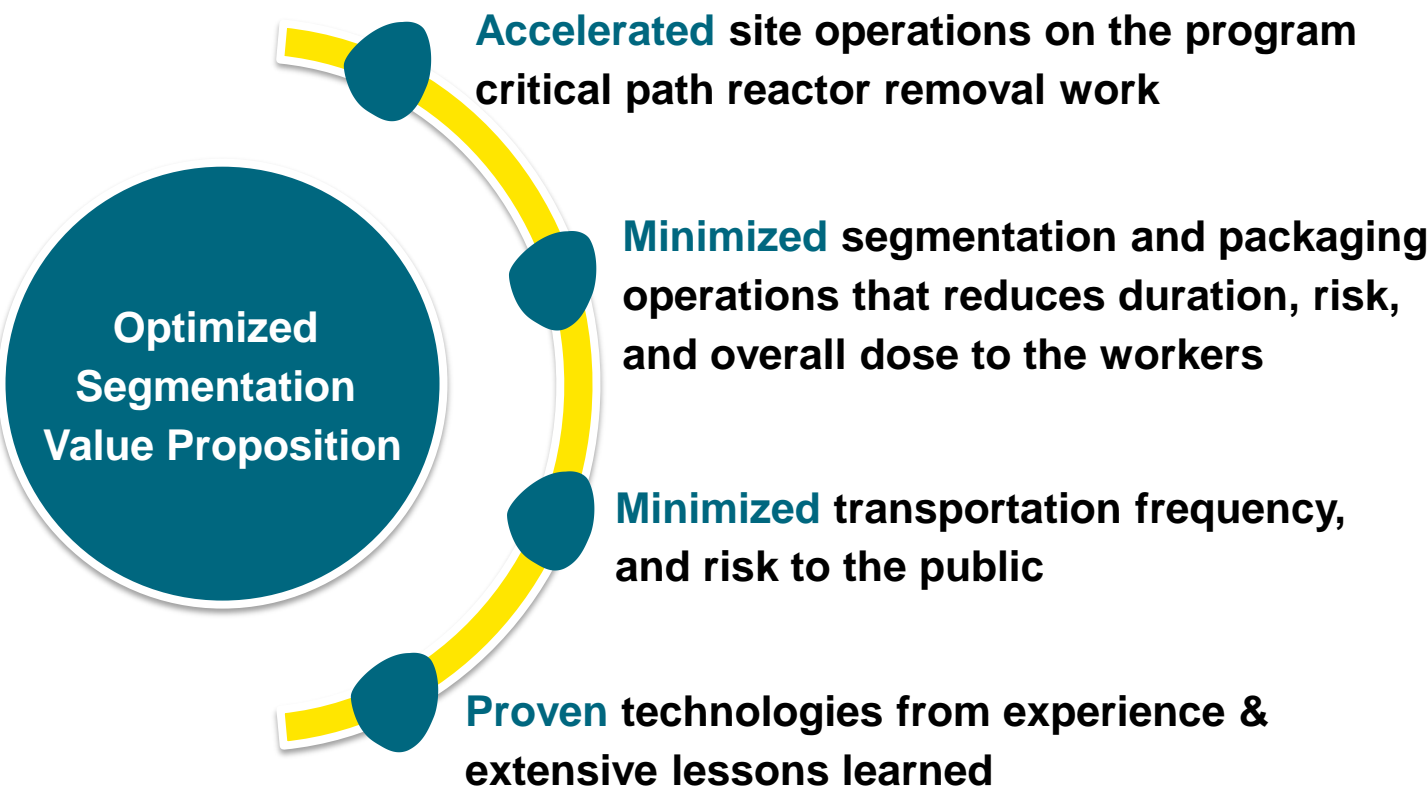 Optimized
Segmentation
Value Proposition
Accelerated site operations on the program
critical path reactor removal work
Minimized segmentation and packaging
operations that reduces duration, risk,
and overall dose to the workers
Minimized transportation frequency,
and risk to the public
Proven technologies from experience &
extensive lessons learned